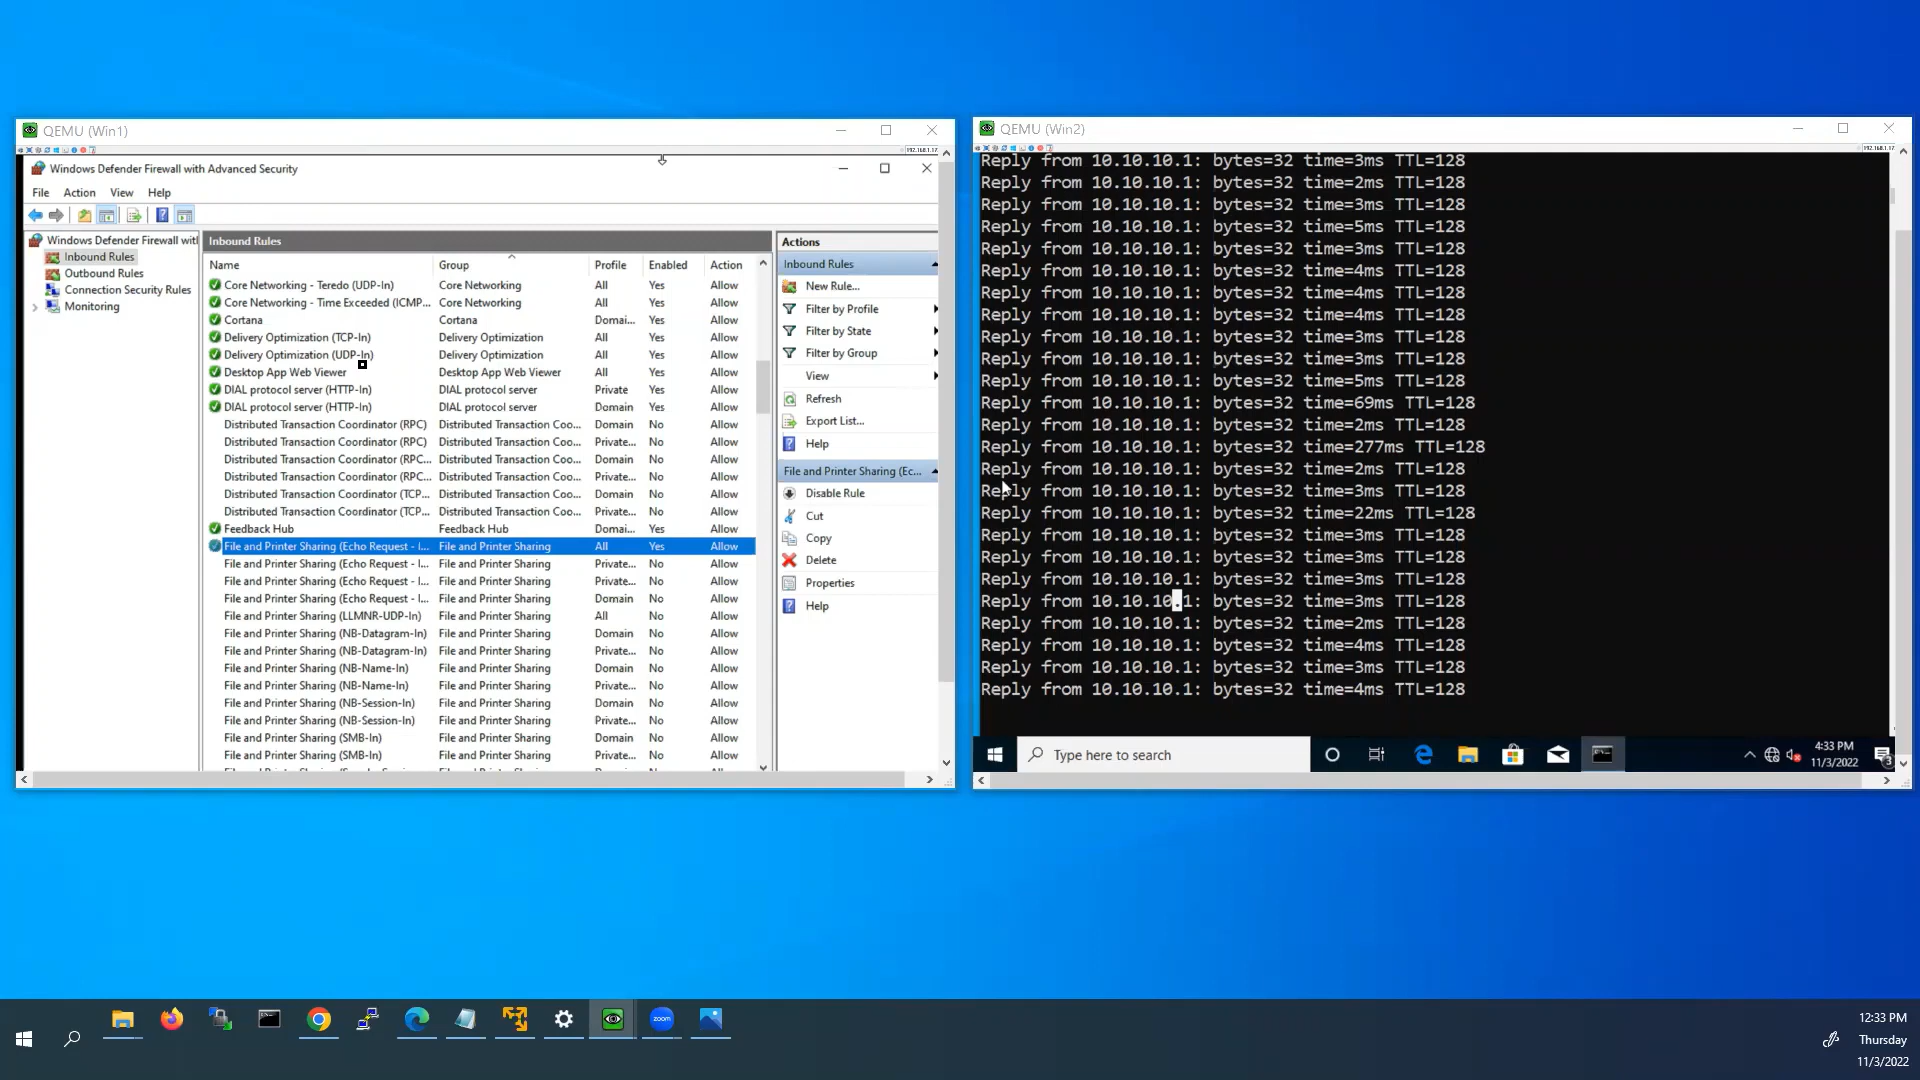 QEMU (Win1)
Windows Defender Firewall with Advanced Security
File Action View Help
Windows Defender Firewall wit
Inbound Rules
Outbound Rules
Connection Security Rules
Monitoring
Inbound Rules
Name Group Profile Enabled Action
Core Networking - Teredo (UDP-In) Core Networking All Yes Allow
Core Networking - Time Exceeded (ICMP... Core Networking All Yes Allow
Cortana Cortana Domai... Yes Allow
Delivery Optimization (TCP-In) Delivery Optimization All Yes Allow
Delivery Optimization (UDP-In) Delivery Optimization All Yes Allow
Desktop App Web Viewer Desktop App Web Viewer All Yes Allow
DIAL protocol server (HTTP-In) DIAL protocol server Private Yes Allow
DIAL protocol server (HTTP-In) DIAL protocol server Domain Yes Allow
Distributed Transaction Coordinator (RPC) Distributed Transaction Coo... Domain No Allow
Distributed Transaction Coordinator (RPC) Distributed Transaction Coo... Private... No Allow
Distributed Transaction Coordinator (RPC... Distributed Transaction Coo... Domain No Allow
Distributed Transaction Coordinator (RPC... Distributed Transaction Coo... Private... No Allow
Distributed Transaction Coordinator (TCP... Distributed Transaction Coo... Domain No Allow
Distributed Transaction Coordinator (TCP... Distributed Transaction Coo... Private... No Allow
Feedback Hub Feedback Hub Domai... Yes Allow
File and Printer Sharing (Echo Request - I... File and Printer Sharing All Yes Allow
File and Printer Sharing (Echo Request - I... File and Printer Sharing Private... No Allow
File and Printer Sharing (Echo Request - I... File and Printer Sharing Private... No Allow
File and Printer Sharing (Echo Request - I... File and Printer Sharing Domain No Allow
File and Printer Sharing (LLMNR-UDP-In) File and Printer Sharing All No Allow
File and Printer Sharing (NB-Datagram-In) File and Printer Sharing Domain No Allow
File and Printer Sharing (NB-Datagram-In) File and Printer Sharing Private... No Allow
File and Printer Sharing (NB-Name-In) File and Printer Sharing Domain No Allow
File and Printer Sharing (NB-Name-In) File and Printer Sharing Private... No Allow
File and Printer Sharing (NB-Session-In) File and Printer Sharing Domain No Allow
File and Printer Sharing (NB-Session-In) File and Printer Sharing Private... No Allow
File and Printer Sharing (SMB-In) File and Printer Sharing Domain No Allow
File and Printer Sharing (SMB-In) File and Printer Sharing Private... No Allow
Actions
Inbound Rules
New Rule...
Filter by Profile
Filter by State
Filter by Group
View
Refresh
Export List...
Help
File and Printer Sharing (Ec...
Disable Rule
Cut
Copy
Delete
Properties
Help
QEMU (Win2)
Reply from 10.10.10.1: bytes=32 time=3ms TTL=128
Reply from 10.10.10.1: bytes=32 time=2ms TTL=128
Reply from 10.10.10.1: bytes=32 time=3ms TTL=128
Reply from 10.10.10.1: bytes=32 time=5ms TTL=128
Reply from 10.10.10.1: bytes=32 time=3ms TTL=128
Reply from 10.10.10.1: bytes=32 time=4ms TTL=128
Reply from 10.10.10.1: bytes=32 time=4ms TTL=128
Reply from 10.10.10.1: bytes=32 time=4ms TTL=128
Reply from 10.10.10.1: bytes=32 time=3ms TTL=128
Reply from 10.10.10.1: bytes=32 time=3ms TTL=128
Reply from 10.10.10.1: bytes=32 time=5ms TTL=128
Reply from 10.10.10.1: bytes=32 time=69ms TTL=128
Reply from 10.10.10.1: bytes=32 time=2ms TTL=128
Reply from 10.10.10.1: bytes=32 time=277ms TTL=128
Reply from 10.10.10.1: bytes=32 time=2ms TTL=128
Reply from 10.10.10.1: bytes=32 time=3ms TTL=128
Reply from 10.10.10.1: bytes=32 time=22ms TTL=128
Reply from 10.10.10.1: bytes=32 time=3ms TTL=128
Reply from 10.10.10.1: bytes=32 time=3ms TTL=128
Reply from 10.10.10.1: bytes=32 time=3ms TTL=128
Reply from 10.10.10.1: bytes=32 time=3ms TTL=128
Reply from 10.10.10.1: bytes=32 time=2ms TTL=128
Reply from 10.10.10.1: bytes=32 time=4ms TTL=128
Reply from 10.10.10.1: bytes=32 time=3ms TTL=128
Reply from 10.10.10.1: bytes=32 time=4ms TTL=128
Type here to search
4:33 PM
11/3/2022
3
zoom
12:33 PM
Thursday
11/3/2022